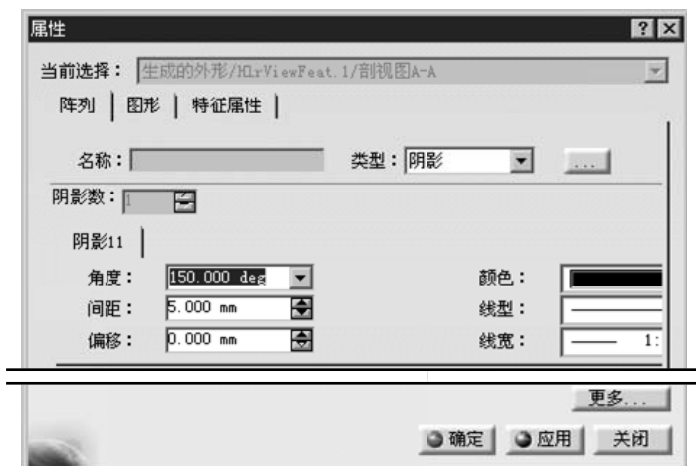 属性
当前选择： 生成的外形/HlrViewFeat.1/剖视图A-A
阵列 图形 特征属性
名称： 类型： 阴影 ...
阴影数： 1
阴影11
角度： 150.000 deg 颜色：
间距： 5.000 mm 线型：
偏移： 0.000 mm 线宽： 1:
更多...
确定 应用 关闭